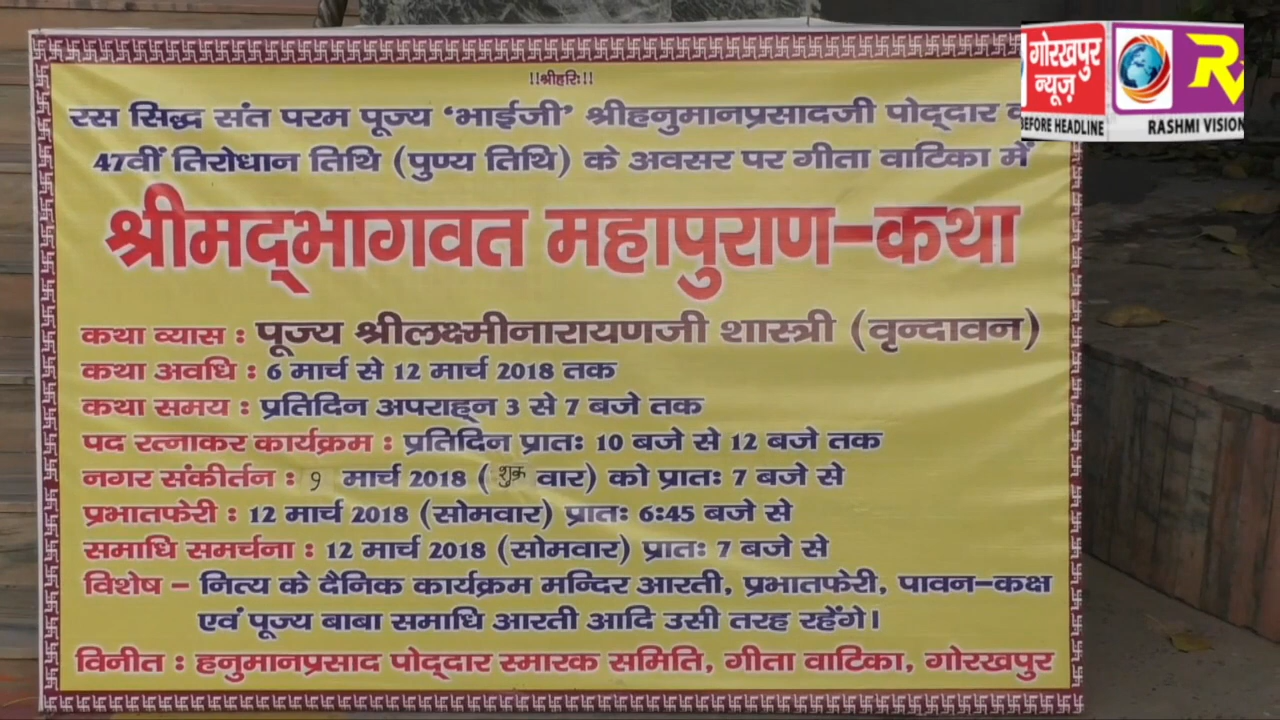 !!श्रीहरिः!!
रस सिद्ध संत परम पूज्य ‘भाईजी’ श्रीहनुमानप्रसादजी पोद्दार
47वीं तिरोधान तिथि (पुण्य तिथि) के अवसर पर गीता वाटिका में
श्रीमद्भागवत महापुराण-कथा
कथा व्यास : पूज्य श्रीलक्ष्मीनारायणजी शास्त्री (वृन्दावन)
कथा अवधि : 6 मार्च से 12 मार्च 2018 तक
कथा समय : प्रतिदिन अपराह्न 3 से 7 बजे तक
पद रत्नाकर कार्यक्रम : प्रतिदिन प्रातः 10 बजे से 12 बजे तक
नगर संकीर्तन : 9 मार्च 2018 (शुक्र वार) को प्रातः 7 बजे से
प्रभातफेरी : 12 मार्च 2018 (सोमवार) प्रातः 6:45 बजे से
समाधि समर्चना : 12 मार्च 2018 (सोमवार) प्रातः 7 बजे से
विशेष – नित्य के दैनिक कार्यक्रम मन्दिर आरती, प्रभातफेरी, पावन-कक्ष
एवं पूज्य बाबा समाधि आरती आदि उसी तरह रहेंगे।
विनीत : हनुमानप्रसाद पोद्दार स्मारक समिति, गीता वाटिका, गोरखपुर
गोरखपुर
न्यूज़
BEFORE HEADLINE
RASHMI VISION